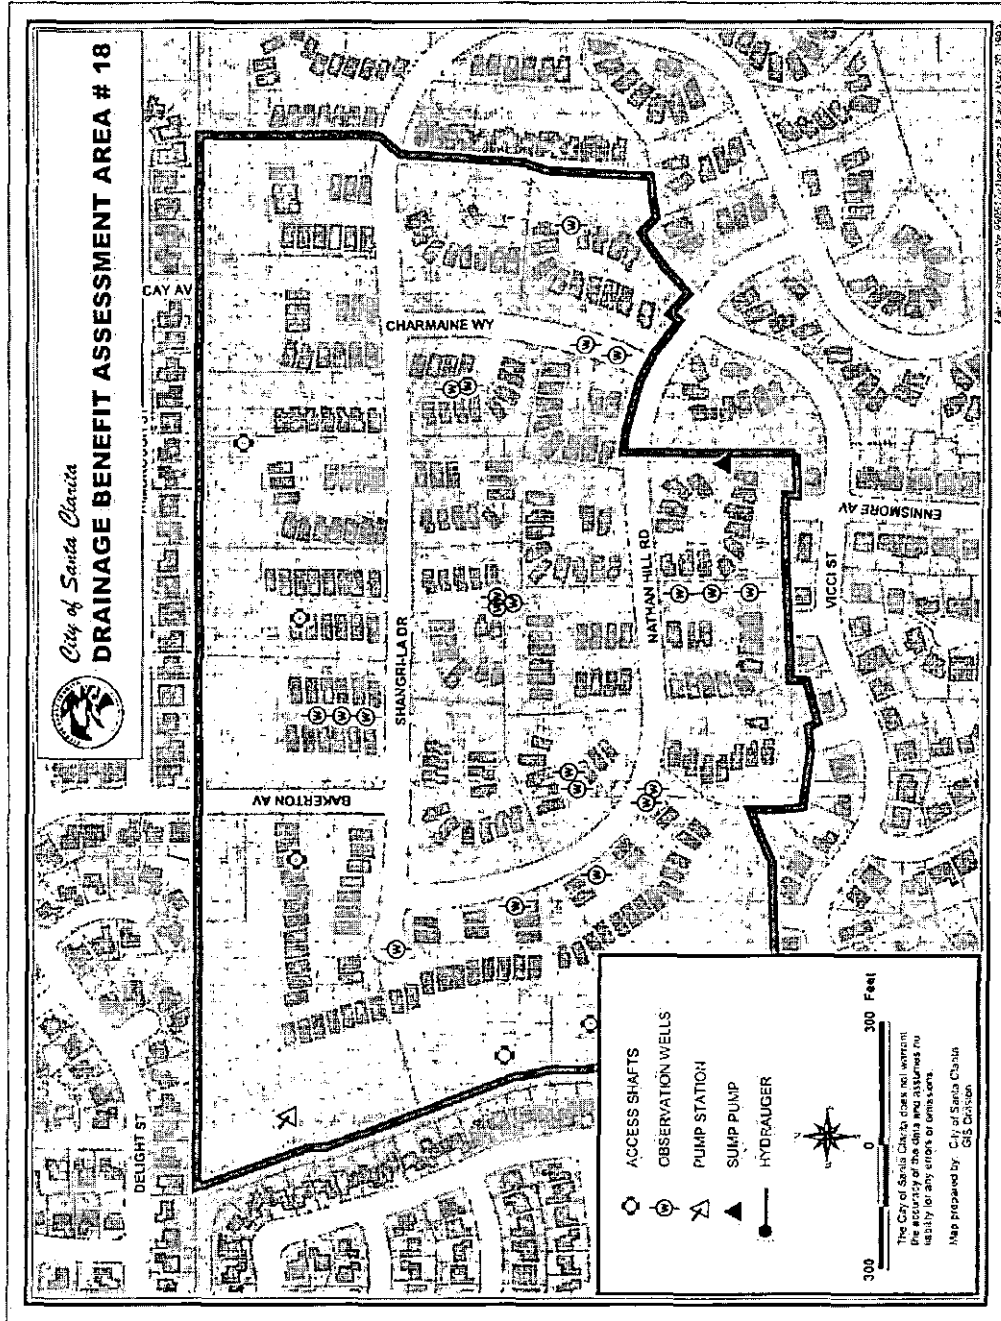 City of Santa Clarita
DRAINAGE BENEFIT ASSESSMENT AREA # 18
DELIGHT ST
CAY AV
BAKERTON AV
SHANGRI-LA DR
CHARMAINE WY
NATHAN HILL RD
VICCI ST
ENNISMORE AV
ACCESS SHAFTS
OBSERVATION WELLS
PUMP STATION
SUMP PUMP
HYDRAUGER
300 0 300 Feet
The City of Santa Clarita does not warrant
the accuracy of the data and assumes no
liability for any errors or omissions.
Map prepared by: City of Santa Clarita
GIS Division